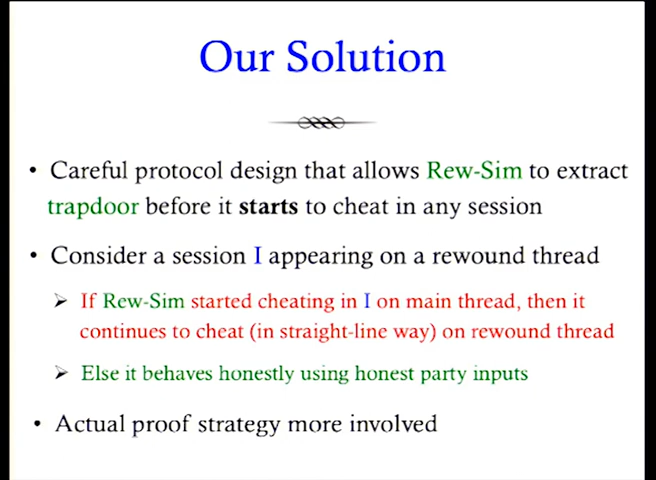 Our Solution
• Careful protocol design that allows Rew-Sim to extract
trapdoor before it starts to cheat in any session
• Consider a session I appearing on a rewound thread
➢ If Rew-Sim started cheating in I on main thread, then it
continues to cheat (in straight-line way) on rewound thread
➢ Else it behaves honestly using honest party inputs
• Actual proof strategy more involved